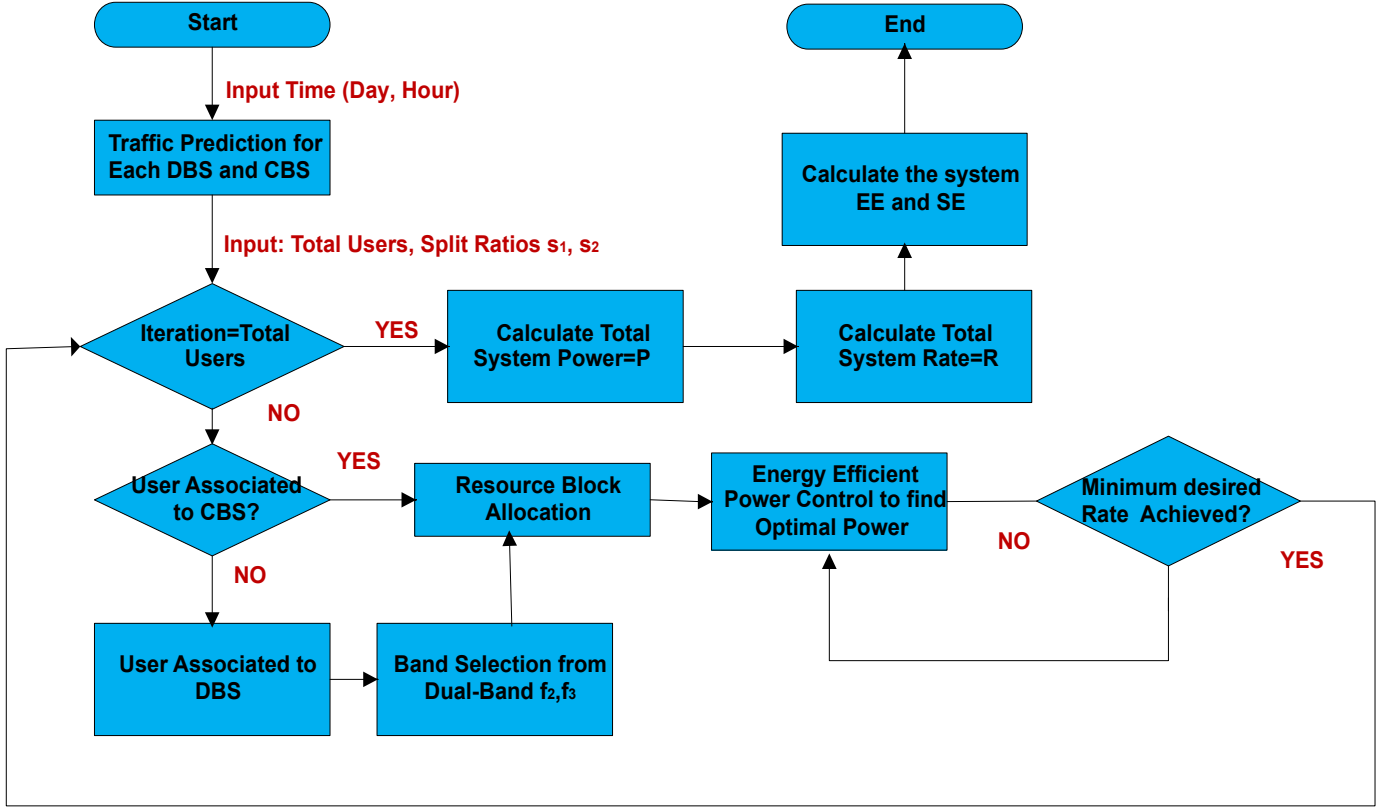 Start
End
Input Time (Day, Hour)
Traffic Prediction for
Each DBS and CBS
Calculate the system
EE and SE
Input: Total Users, Split Ratios s₁, s₂
Iteration=Total
Users
YES
Calculate Total
System Power=P
Calculate Total
System Rate=R
NO
User Associated
to CBS?
YES
Resource Block
Allocation
Energy Efficient
Power Control to find
Optimal Power
NO
Minimum desired
Rate Achieved?
YES
NO
User Associated to
DBS
Band Selection from
Dual-Band f₂,f₃